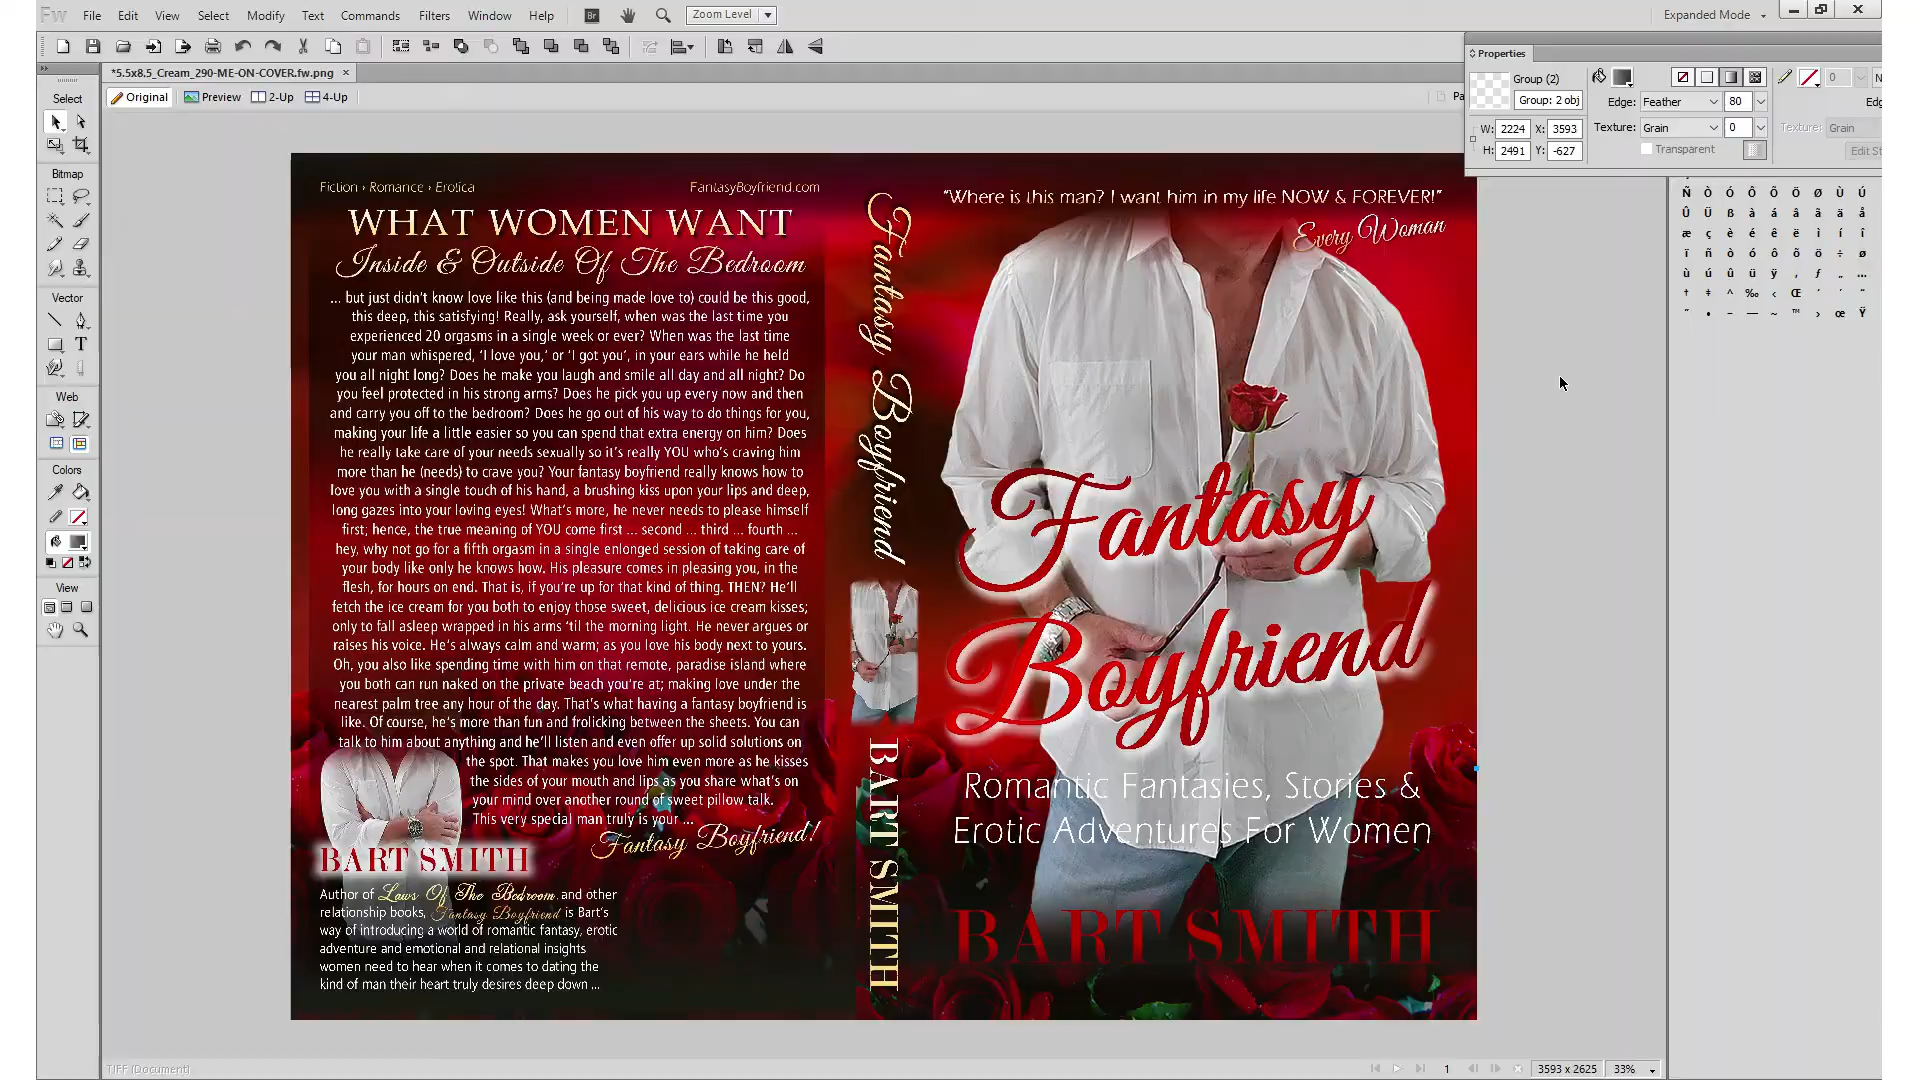 Fw File Edit View Select Modify Text Commands Filters Window Help Br Zoom Level Expanded Mode
*5.5x8.5_Cream_290-ME-ON-COVER.fw.png
Original Preview 2-Up 4-Up Pa
Properties
Group (2)
Group: 2 obj
W: 2224 X: 3593
H: 2491 Y: -627
Edge: Feather 80
Texture: Grain 0
Transparent
0
N
Edg
Texture: Grain
Edit St
Select
Bitmap
Vector
Web
Colors
View
Fiction › Romance › Erotica
FantasyBoyfriend.com
WHAT WOMEN WANT
Inside & Outside Of The Bedroom
... but just didn't know love like this (and being made love to) could be this good,
this deep, this satisfying! Really, ask yourself, when was the last time you
experienced 20 orgasms in a single week or ever? When was the last time
your man whispered, 'I love you,' or 'I got you', in your ears while he held
you all night long? Does he make you laugh and smile all day and all night? Do
you feel protected in his strong arms? Does he pick you up every now and then
and carry you off to the bedroom? Does he go out of his way to do things for you,
making your life a little easier so you can spend that extra energy on him? Does
he really take care of your needs sexually so it's really YOU who's craving him
more than he (needs) to crave you? Your fantasy boyfriend really knows how to
love you with a single touch of his hand, a brushing kiss upon your lips and deep,
long gazes into your loving eyes! What's more, he never needs to please himself
first; hence, the true meaning of YOU come first ... second ... third ... fourth ...
hey, why not go for a fifth orgasm in a single enlonged session of taking care of
your body like only he knows how. His pleasure comes in pleasing you, in the
flesh, for hours on end. That is, if you're up for that kind of thing. THEN? He'll
fetch the ice cream for you both to enjoy those sweet, delicious ice cream kisses;
only to fall asleep wrapped in his arms 'til the morning light. He never argues or
raises his voice. He's always calm and warm; as you love his body next to yours.
Oh, you also like spending time with him on that remote, paradise island where
you both can run naked on the private beach you're at; making love under the
nearest palm tree any hour of the day. That's what having a fantasy boyfriend is
like. Of course, he's more than fun and frolicking between the sheets. You can
talk to him about anything and he'll listen and even offer up solid solutions on
the spot. That makes you love him even more as he kisses
the sides of your mouth and lips as you share what's on
your mind over another round of sweet pillow talk.
This very special man truly is your ...
Fantasy Boyfriend!
BART SMITH
Author of Laws Of The Bedroom and other
relationship books, Fantasy Boyfriend is Bart's
way of introducing a world of romantic fantasy, erotic
adventure and emotional and relational insights
women need to hear when it comes to dating the
kind of man their heart truly desires deep down ...
Fantasy Boyfriend
BART SMITH
"Where is this man? I want him in my life NOW & FOREVER!"
Every Woman
Fantasy
Boyfriend
Romantic Fantasies, Stories &
Erotic Adventures For Women
BART SMITH
Ñ Ò Ó Ô Õ Ö Ø Ù Ú
Û Ü ß à á â ã ä å
æ ç è é ê ë ì í î
ï ñ ò ó ô õ ö ÷ ø
ù ú û ü ÿ ‚ ƒ „ …
† ‡ ^ ‰ ‹ Œ
• – — ~ ™ › œ Ÿ
TIFF (Document)
1
3593 x 2625 33%